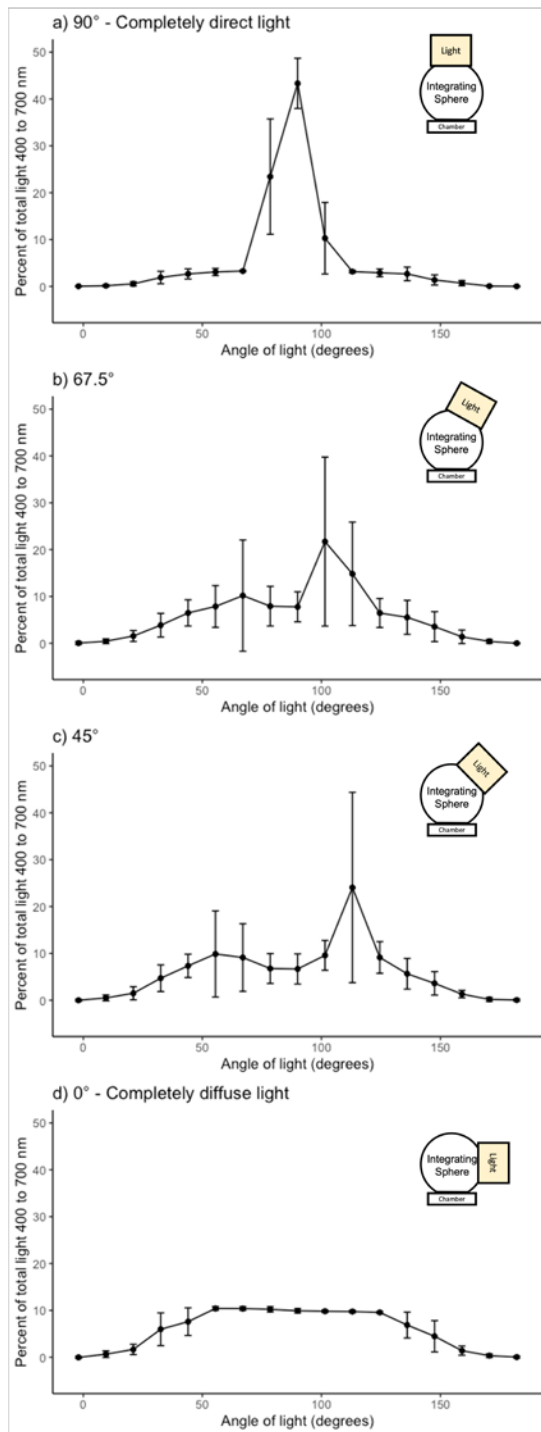 a) 90° - Completely direct light
Percent of total light 400 to 700 nm
50
40
30
20
10
0
0
50
100
150
Angle of light (degrees)
Light
Integrating
Sphere
Chamber
b) 67.5°
Percent of total light 400 to 700 nm
50
40
30
20
10
0
0
50
100
150
Angle of light (degrees)
Light
Integrating
Sphere
Chamber
c) 45°
Percent of total light 400 to 700 nm
50
40
30
20
10
0
0
50
100
150
Angle of light (degrees)
Light
Integrating
Sphere
Chamber
d) 0° - Completely diffuse light
Percent of total light 400 to 700 nm
50
40
30
20
10
0
0
50
100
150
Angle of light (degrees)
Integrating
Sphere
Light
Chamber